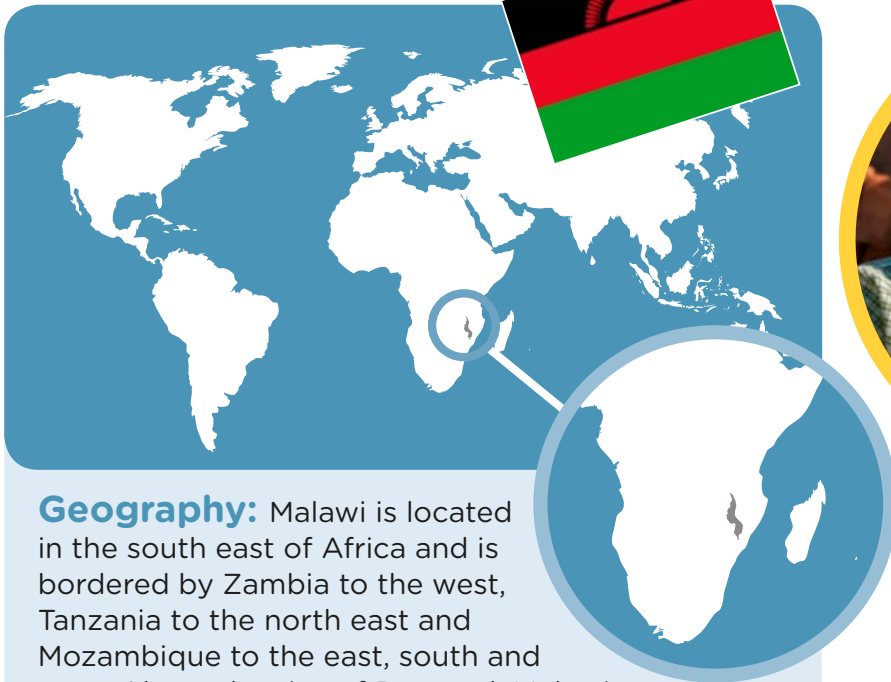 Geography: Malawi is located
in the south east of Africa and is
bordered by Zambia to the west,
Tanzania to the north east and
Mozambique to the east, south and